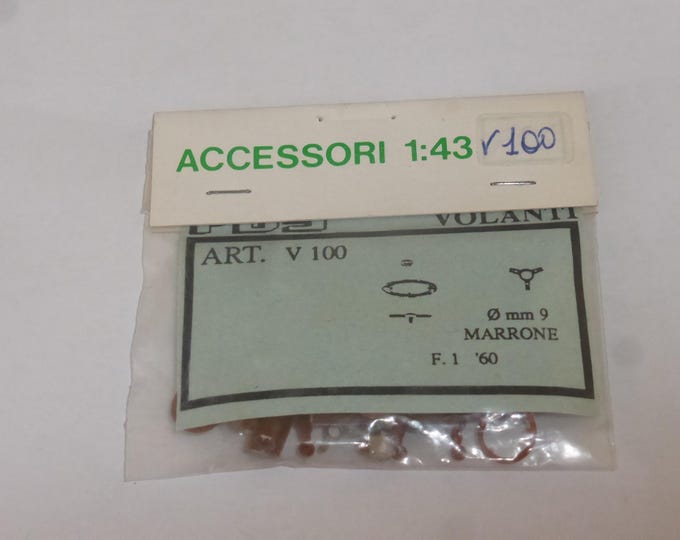 ACCESSORI 1:43 V100
VOLANTI
ART. V 100
Ø mm 9
MARRONE
F. 1 '60